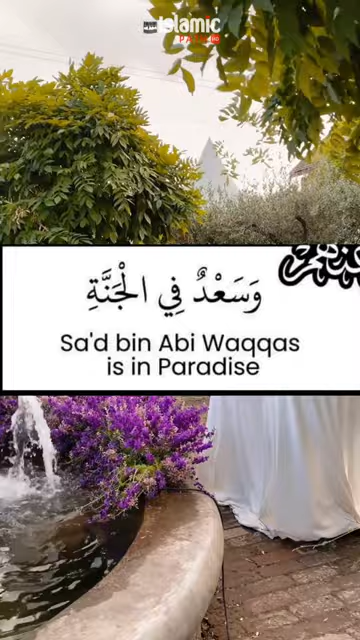 Islamic
وَسَعْدٌ فِي الْجَنَّةِ
Sa'd bin Abi Waqqas
is in Paradise